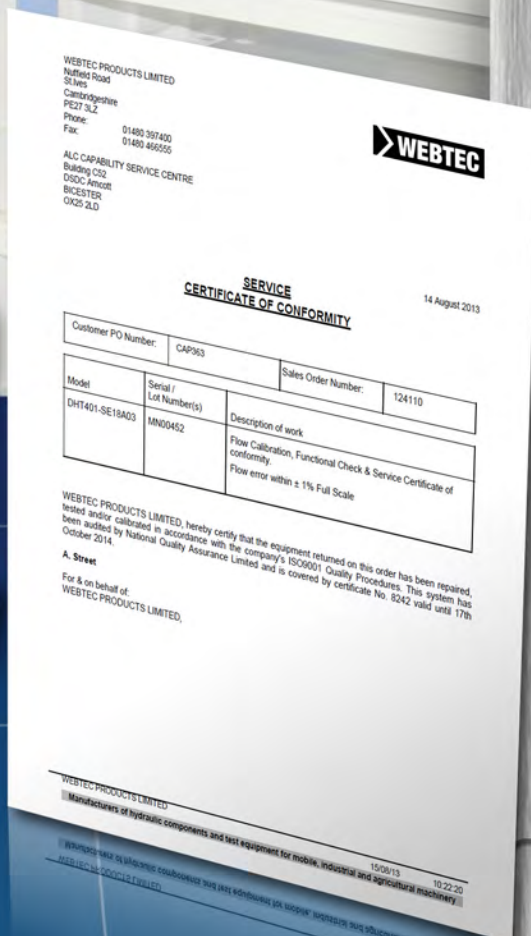 WEBTEC PRODUCTS LIMITED
Nuffield Road
St.Ives
Cambridgeshire
PE27 3LZ
Phone: 01480 397400
Fax: 01480 466555
WEBTEC
ALC CAPABILITY SERVICE CENTRE
Building C52
DSDC Arncott
BICESTER
OX25 2LD
14 August 2013
SERVICE
CERTIFICATE OF CONFORMITY
Customer PO Number: CAP363 Sales Order Number: 124110
Model Serial / Lot Number(s) Description of work
DHT401-SE18A03 MN00452 Flow Calibration, Functional Check & Service Certificate of
conformity.
Flow error within ± 1% Full Scale
WEBTEC PRODUCTS LIMITED, hereby certify that the equipment returned on this order has been repaired,
tested and/or calibrated in accordance with the company's ISO9001 Quality Procedures. This system has
been audited by National Quality Assurance Limited and is covered by certificate No. 8242 valid until 17th
October 2014.
A. Street
For & on behalf of:
WEBTEC PRODUCTS LIMITED,
WEBTEC PRODUCTS LIMITED 15/08/13 10:22:20
Manufacturers of hydraulic components and test equipment for mobile, industrial and agricultural machinery